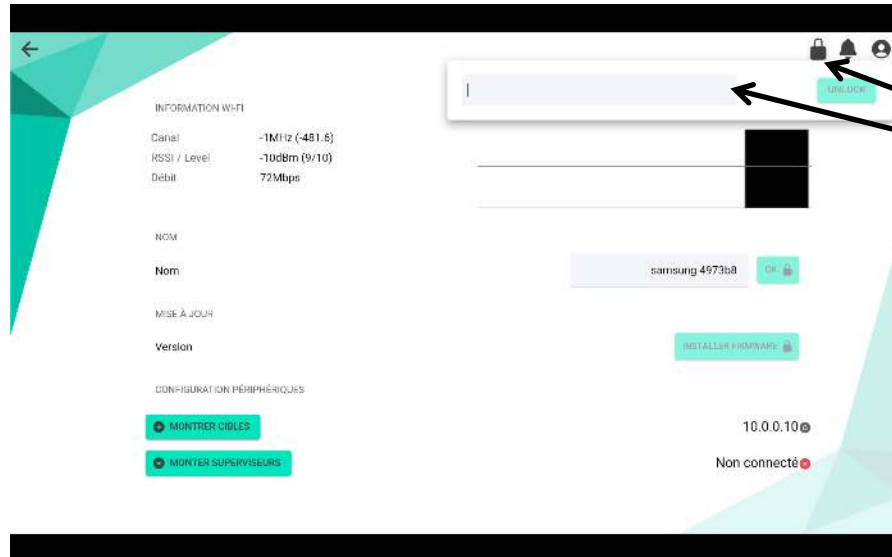 UNLOCK
INFORMATION WI-FI
Canal -1MHz (-481.6)
RSSI / Level -10dBm (9/10)
Débit 72Mbps
NOM
Nom samsung 4973b8 OK
MISE À JOUR
Version INSTALLER FIRMWARE
CONFIGURATION PÉRIPHÉRIQUES
MONTRER CIBLES 10.0.0.10
MONTER SUPERVISEURS Non connecté